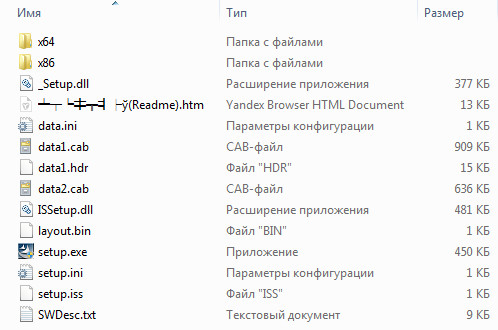 Имя Тип Размер
x64 Папка с файлами
x86 Папка с файлами
_Setup.dll Расширение приложения 377 КБ
(Readme).htm Yandex Browser HTML Document 13 КБ
data.ini Параметры конфигурации 1 КБ
data1.cab CAB-файл 909 КБ
data1.hdr Файл "HDR" 15 КБ
data2.cab CAB-файл 636 КБ
ISSetup.dll Расширение приложения 481 КБ
layout.bin Файл "BIN" 1 КБ
setup.exe Приложение 450 КБ
setup.ini Параметры конфигурации 1 КБ
setup.iss Файл "ISS" 1 КБ
SWDesc.txt Текстовый документ 9 КБ